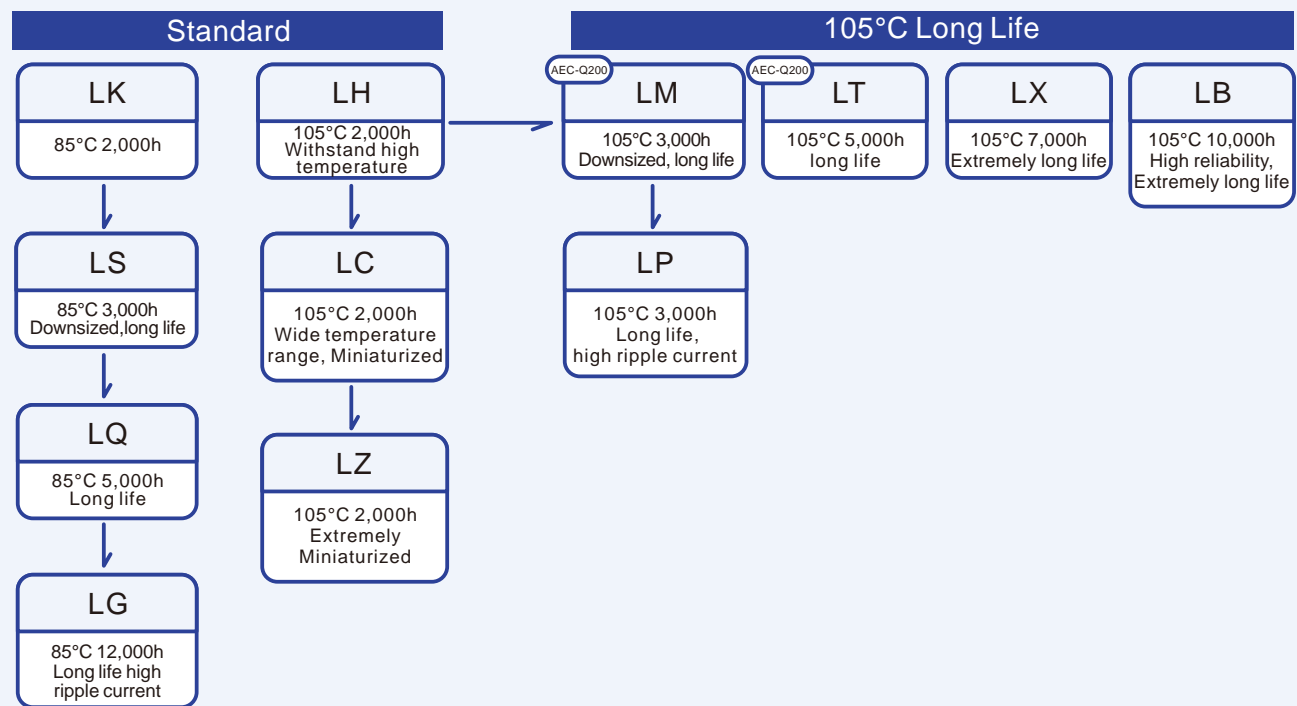 Standard
105°C Long Life
LK
85°C 2,000h
LH
105°C 2,000h
Withstand high
temperature
AEC-Q200
LM
105°C 3,000h
Downsized, long life
AEC-Q200
LT
105°C 5,000h
long life
LX
105°C 7,000h
Extremely long life
LB
105°C 10,000h
High reliability,
Extremely long life
LS
85°C 3,000h
Downsized,long life
LC
105°C 2,000h
Wide temperature
range, Miniaturized
LP
105°C 3,000h
Long life,
high ripple current
LQ
85°C 5,000h
Long life
LZ
105°C 2,000h
Extremely
Miniaturized
LG
85°C 12,000h
Long life high
ripple current